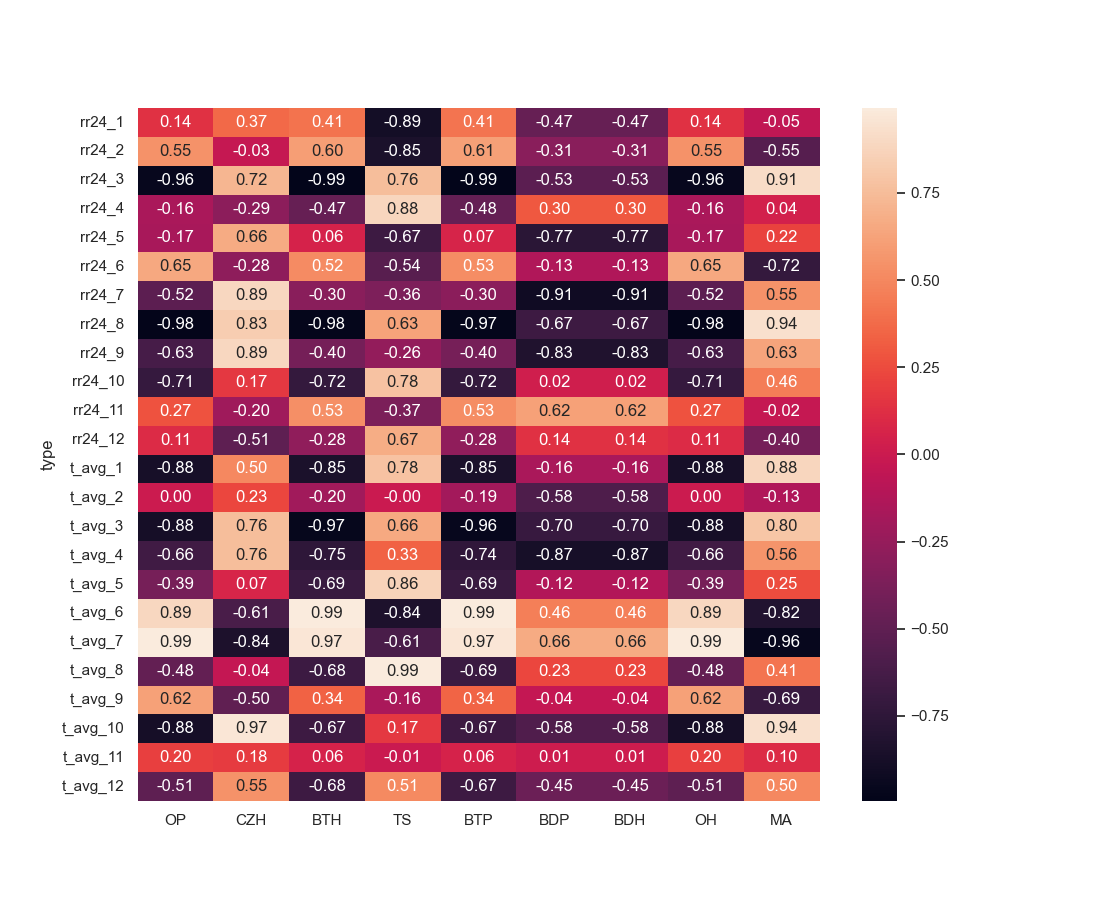 rr24_1 0.14 0.37 0.41 -0.89 0.41 -0.47 -0.47 0.14 -0.05
rr24_2 0.55 -0.03 0.60 -0.85 0.61 -0.31 -0.31 0.55 -0.55
rr24_3 -0.96 0.72 -0.99 0.76 -0.99 -0.53 -0.53 -0.96 0.91
0.75
rr24_4 -0.16 -0.29 -0.47 0.88 -0.48 0.30 0.30 -0.16 0.04
rr24_5 -0.17 0.66 0.06 -0.67 0.07 -0.77 -0.77 -0.17 0.22
rr24_6 0.65 -0.28 0.52 -0.54 0.53 -0.13 -0.13 0.65 -0.72
0.50
rr24_7 -0.52 0.89 -0.30 -0.36 -0.30 -0.91 -0.91 -0.52 0.55
rr24_8 -0.98 0.83 -0.98 0.63 -0.97 -0.67 -0.67 -0.98 0.94
rr24_9 -0.63 0.89 -0.40 -0.26 -0.40 -0.83 -0.83 -0.63 0.63
0.25
rr24_10 -0.71 0.17 -0.72 0.78 -0.72 0.02 0.02 -0.71 0.46
rr24_11 0.27 -0.20 0.53 -0.37 0.53 0.62 0.62 0.27 -0.02
rr24_12 0.11 -0.51 -0.28 0.67 -0.28 0.14 0.14 0.11 -0.40
type
0.00
t_avg_1 -0.88 0.50 -0.85 0.78 -0.85 -0.16 -0.16 -0.88 0.88
t_avg_2 0.00 0.23 -0.20 -0.00 -0.19 -0.58 -0.58 0.00 -0.13
t_avg_3 -0.88 0.76 -0.97 0.66 -0.96 -0.70 -0.70 -0.88 0.80
−0.25
t_avg_4 -0.66 0.76 -0.75 0.33 -0.74 -0.87 -0.87 -0.66 0.56
t_avg_5 -0.39 0.07 -0.69 0.86 -0.69 -0.12 -0.12 -0.39 0.25
t_avg_6 0.89 -0.61 0.99 -0.84 0.99 0.46 0.46 0.89 -0.82
−0.50
t_avg_7 0.99 -0.84 0.97 -0.61 0.97 0.66 0.66 0.99 -0.96
t_avg_8 -0.48 -0.04 -0.68 0.99 -0.69 0.23 0.23 -0.48 0.41
t_avg_9 0.62 -0.50 0.34 -0.16 0.34 -0.04 -0.04 0.62 -0.69
−0.75
t_avg_10 -0.88 0.97 -0.67 0.17 -0.67 -0.58 -0.58 -0.88 0.94
t_avg_11 0.20 0.18 0.06 -0.01 0.06 0.01 0.01 0.20 0.10
t_avg_12 -0.51 0.55 -0.68 0.51 -0.67 -0.45 -0.45 -0.51 0.50
OP CZH BTH TS BTP BDP BDH OH MA